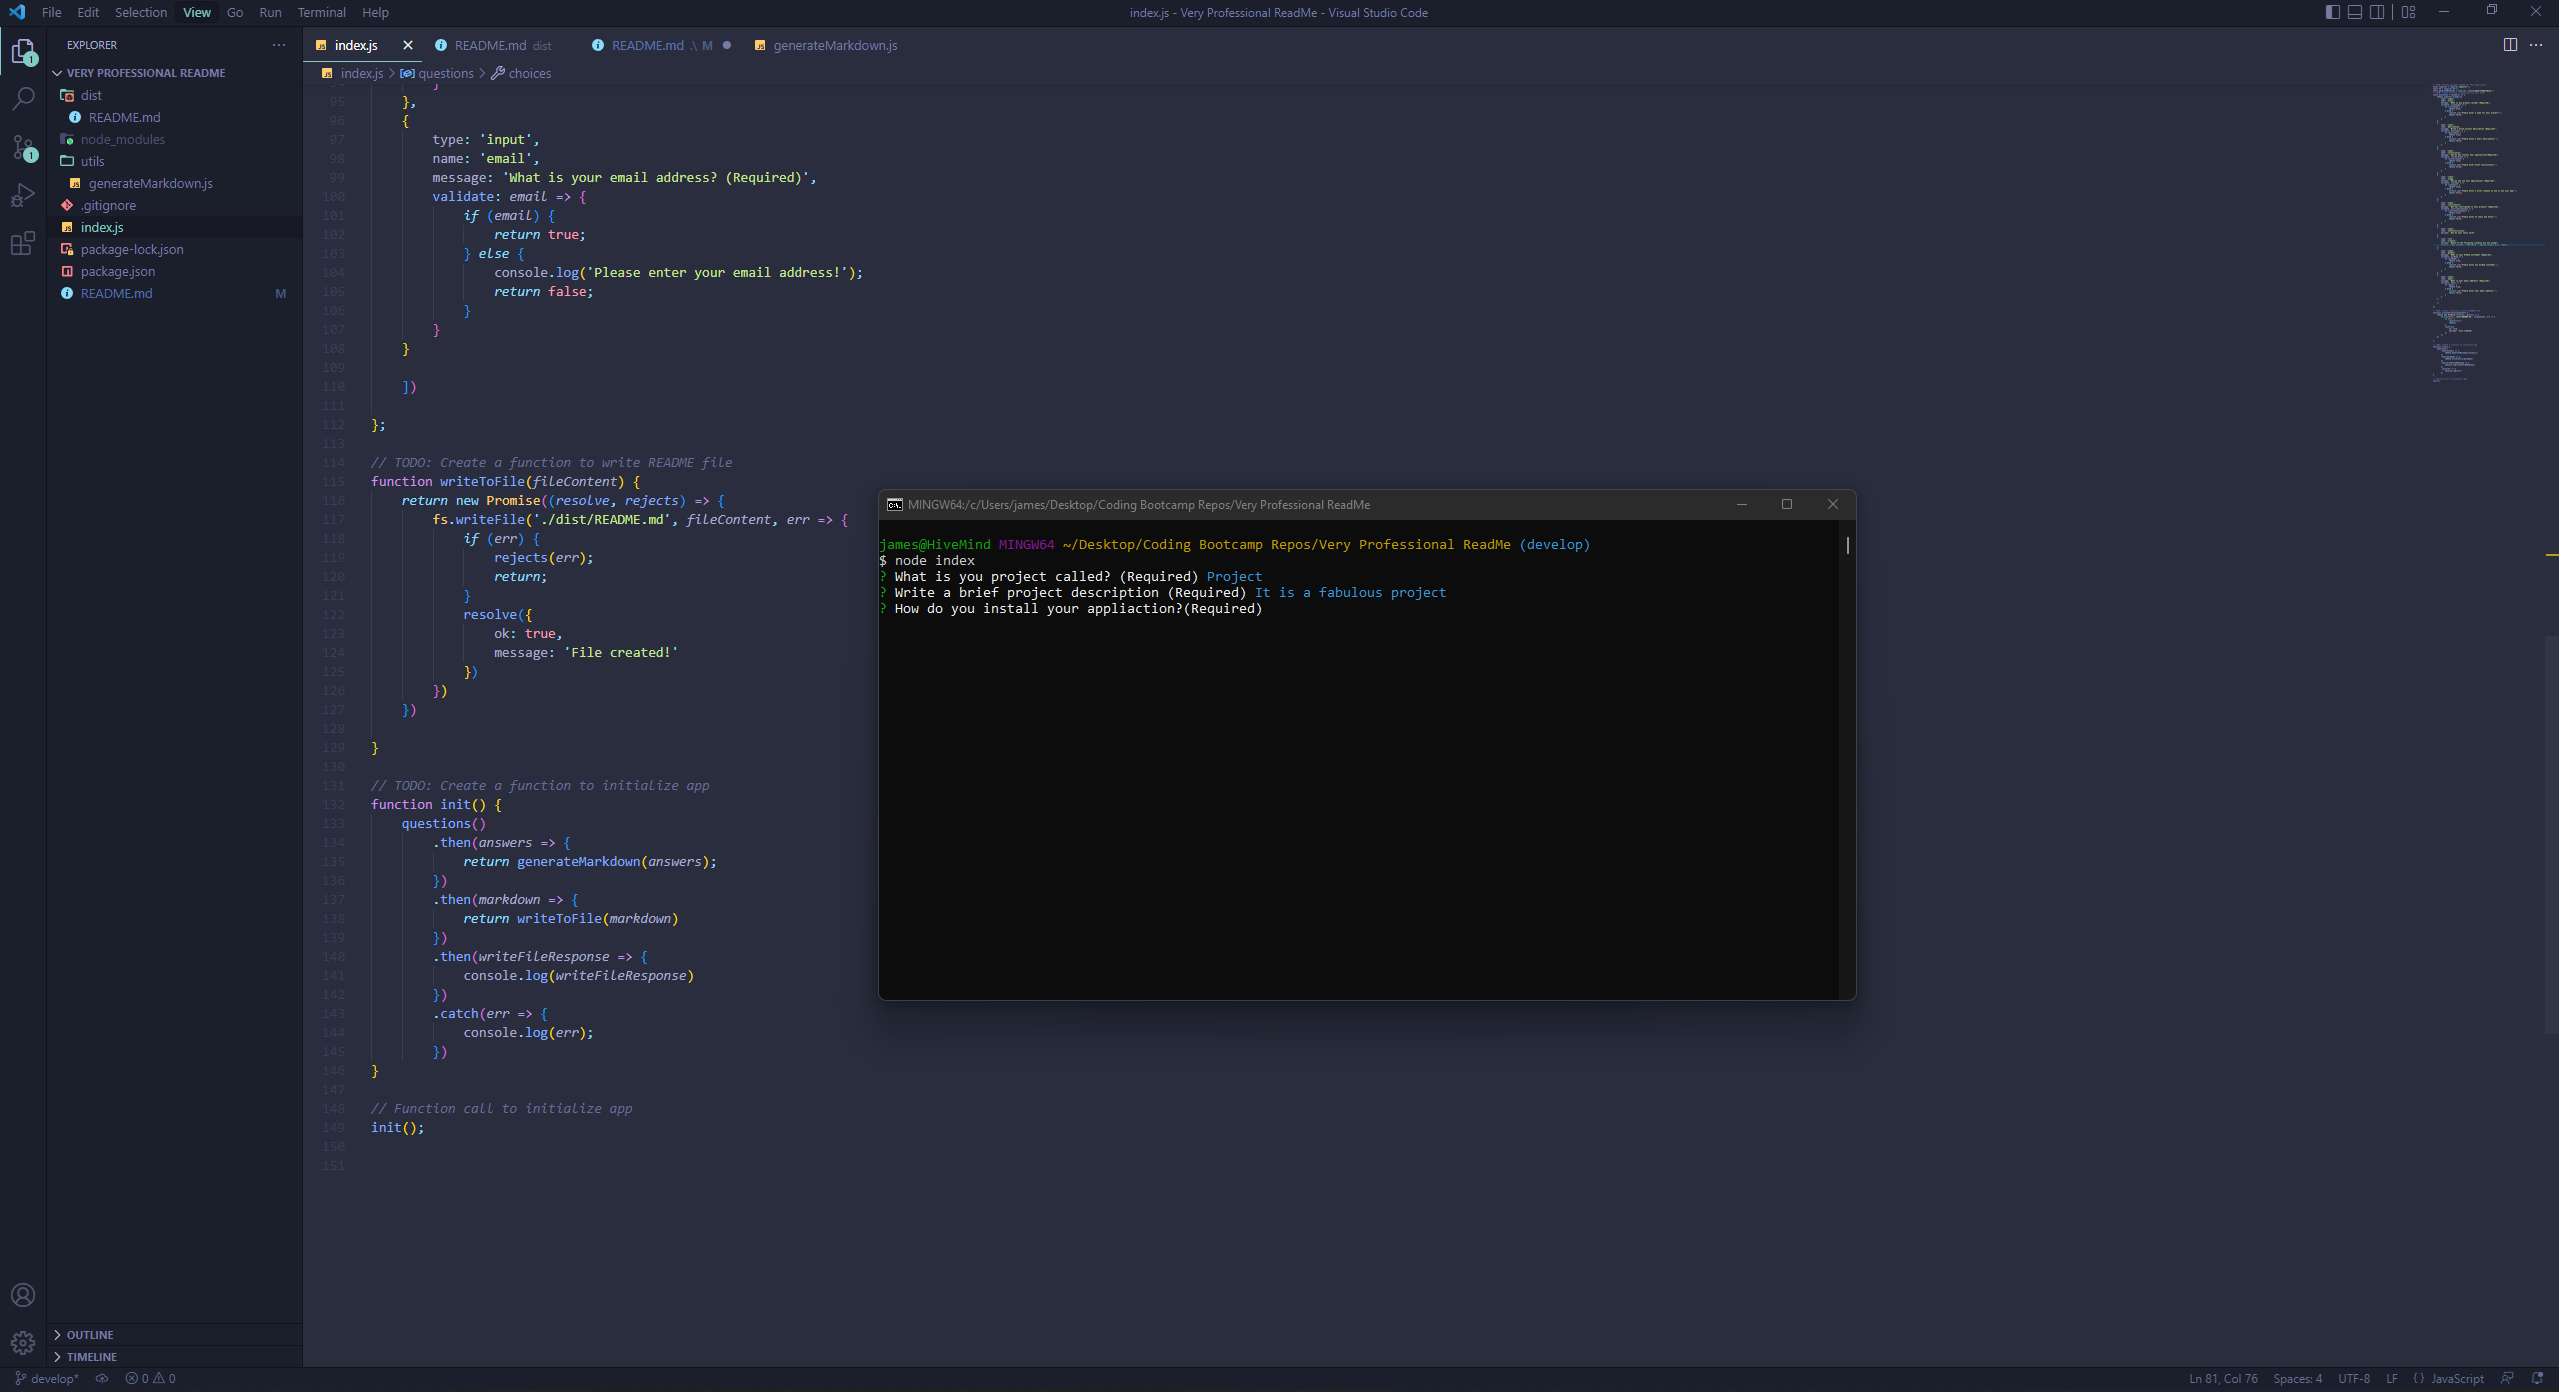 File Edit Selection View Go Run Terminal Help
index.js - Very Professional ReadMe - Visual Studio Code
EXPLORER
VERY PROFESSIONAL README
dist
README.md
node_modules
utils
generateMarkdown.js
.gitignore
index.js
package-lock.json
package.json
README.md M
OUTLINE
TIMELINE
index.js README.md dist README.md .\ M generateMarkdown.js
index.js > questions > choices
95 },
96 {
97 type: 'input',
98 name: 'email',
99 message: 'What is your email address? (Required)',
100 validate: email => {
101 if (email) {
102 return true;
103 } else {
104 console.log('Please enter your email address!');
105 return false;
106 }
107 }
108 }
109
110 ])
111
112 };
113
114 // TODO: Create a function to write README file
115 function writeToFile(fileContent) {
116 return new Promise((resolve, rejects) => {
117 fs.writeFile('./dist/README.md', fileContent, err => {
118 if (err) {
119 rejects(err);
120 return;
121 }
122 resolve({
123 ok: true,
124 message: 'File created!'
125 })
126 })
127 })
128
129 }
130
131 // TODO: Create a function to initialize app
132 function init() {
133 questions()
134 .then(answers => {
135 return generateMarkdown(answers);
136 })
137 .then(markdown => {
138 return writeToFile(markdown)
139 })
140 .then(writeFileResponse => {
141 console.log(writeFileResponse)
142 })
143 .catch(err => {
144 console.log(err);
145 })
146 }
147
148 // Function call to initialize app
149 init();
150
151
MINGW64:/c/Users/james/Desktop/Coding Bootcamp Repos/Very Professional ReadMe
james@HiveMind MINGW64 ~/Desktop/Coding Bootcamp Repos/Very Professional ReadMe (develop)
$ node index
? What is you project called? (Required) Project
? Write a brief project description (Required) It is a fabulous project
? How do you install your appliaction?(Required)
develop* 0 0
Ln 81, Col 76 Spaces: 4 UTF-8 LF {} JavaScript